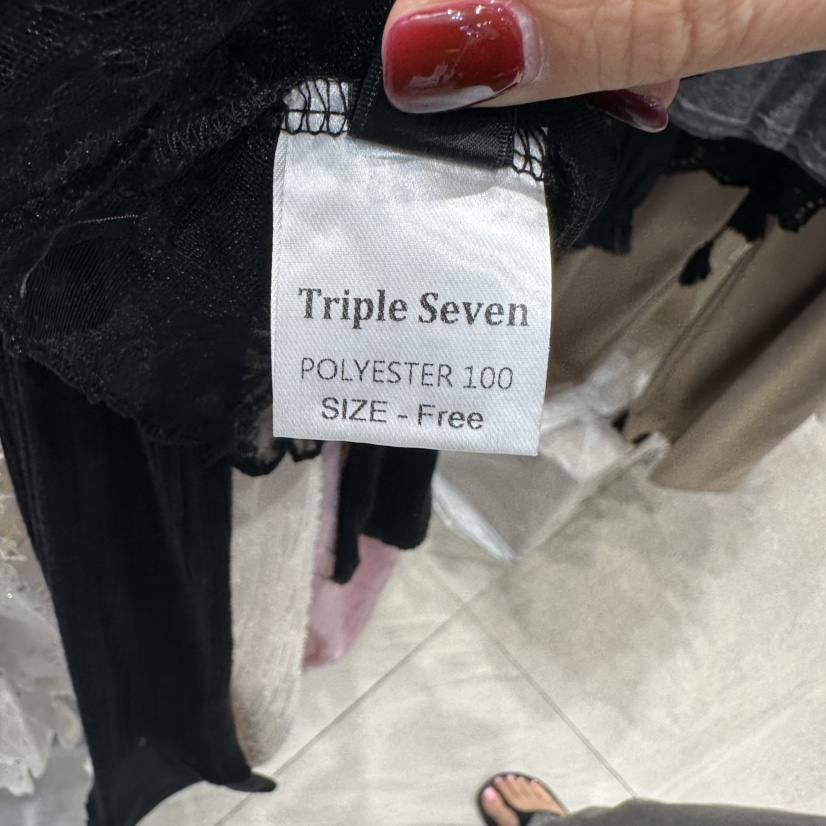 Triple Seven
POLYESTER 100
SIZE - Free